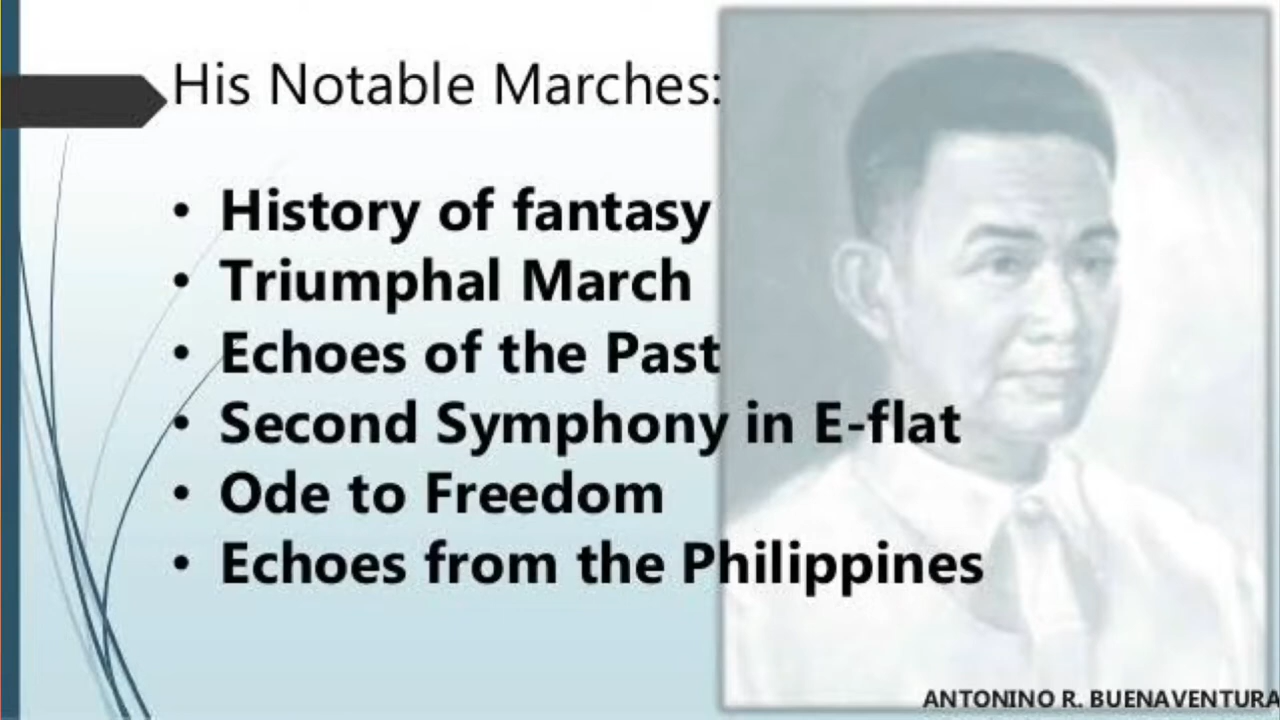 His Notable Marches:
• History of fantasy
• Triumphal March
• Echoes of the Past
• Second Symphony in E-flat
• Ode to Freedom
• Echoes from the Philippines
ANTONINO R. BUENAVENTURA